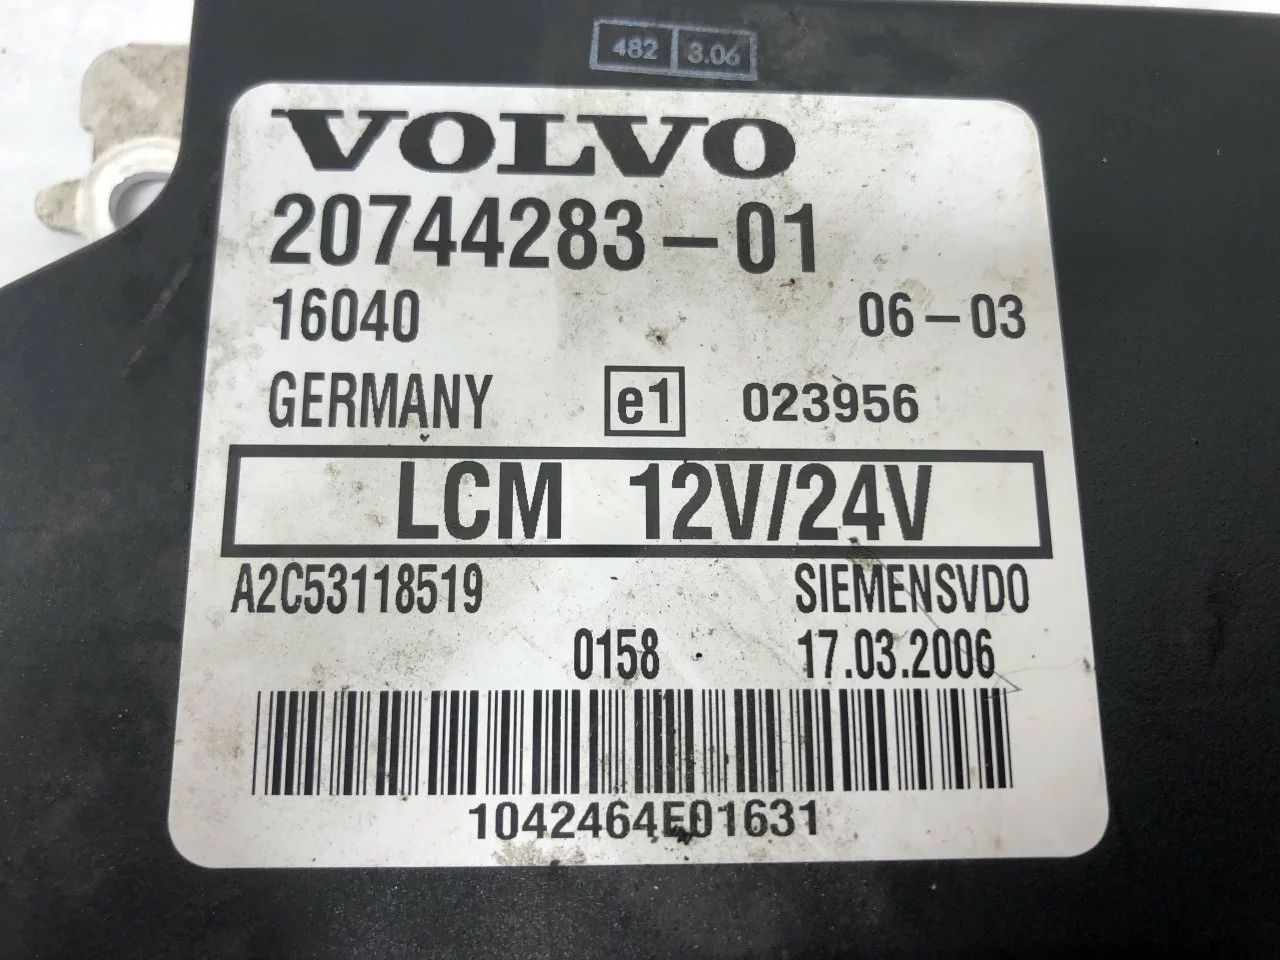 482 3.06
VOLVO
20744283-01
16040 06-03
GERMANY e1 023956
LCM 12V/24V
A2C53118519 SIEMENSVDO
0158 17.03.2006
1042464E01631